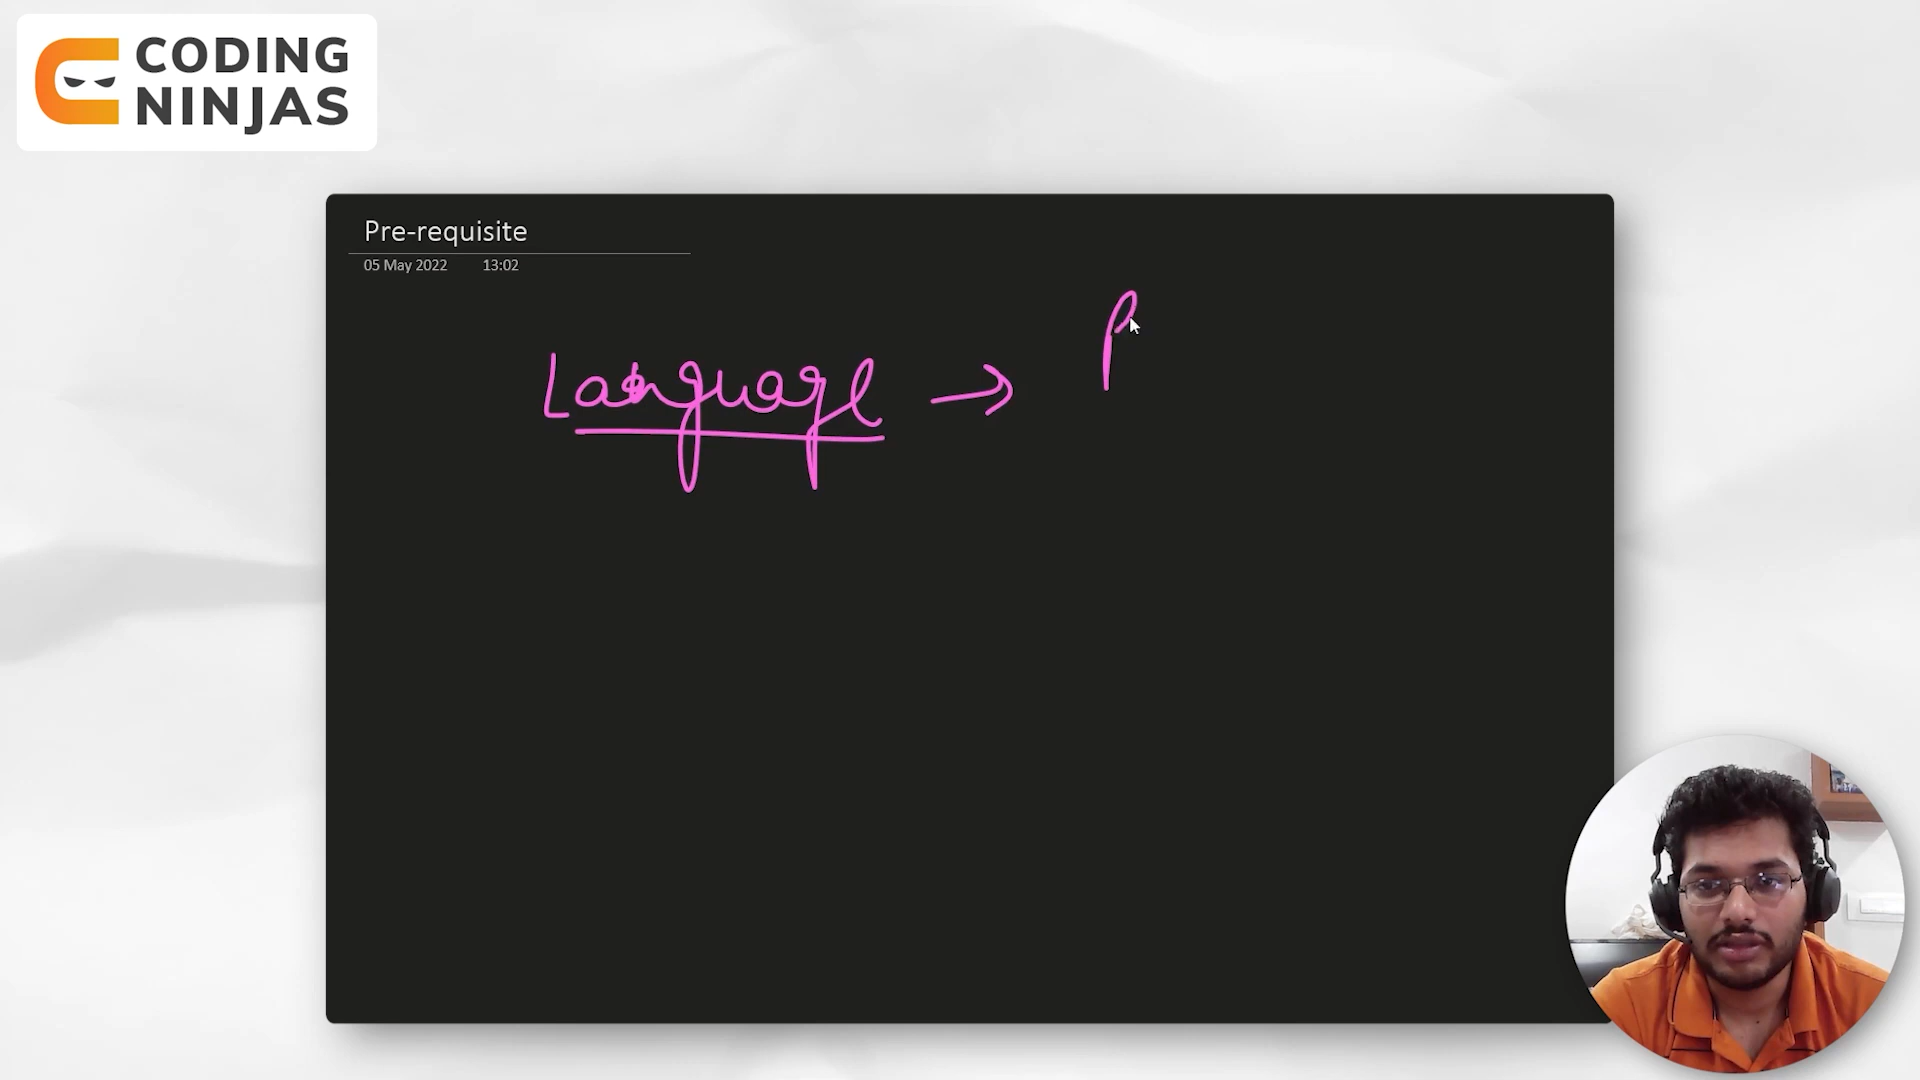 CODING
NINJAS
Pre-requisite
05 May 2022 13:02
Language → P